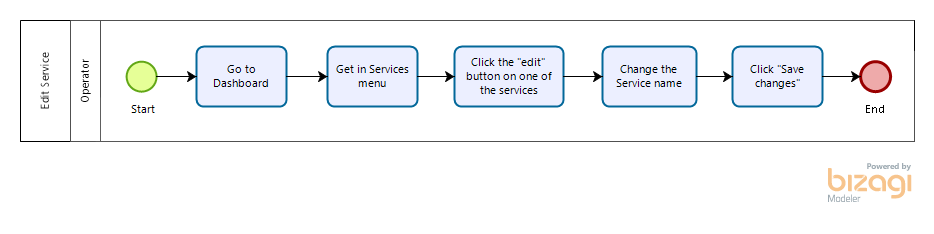 Edit Service
Operator
Start
Go to
Dashboard
Get in Services
menu
Click the "edit"
button on one of
the services
Change the
Service name
Click "Save
changes"
End
Powered by
bizagi
Modeler